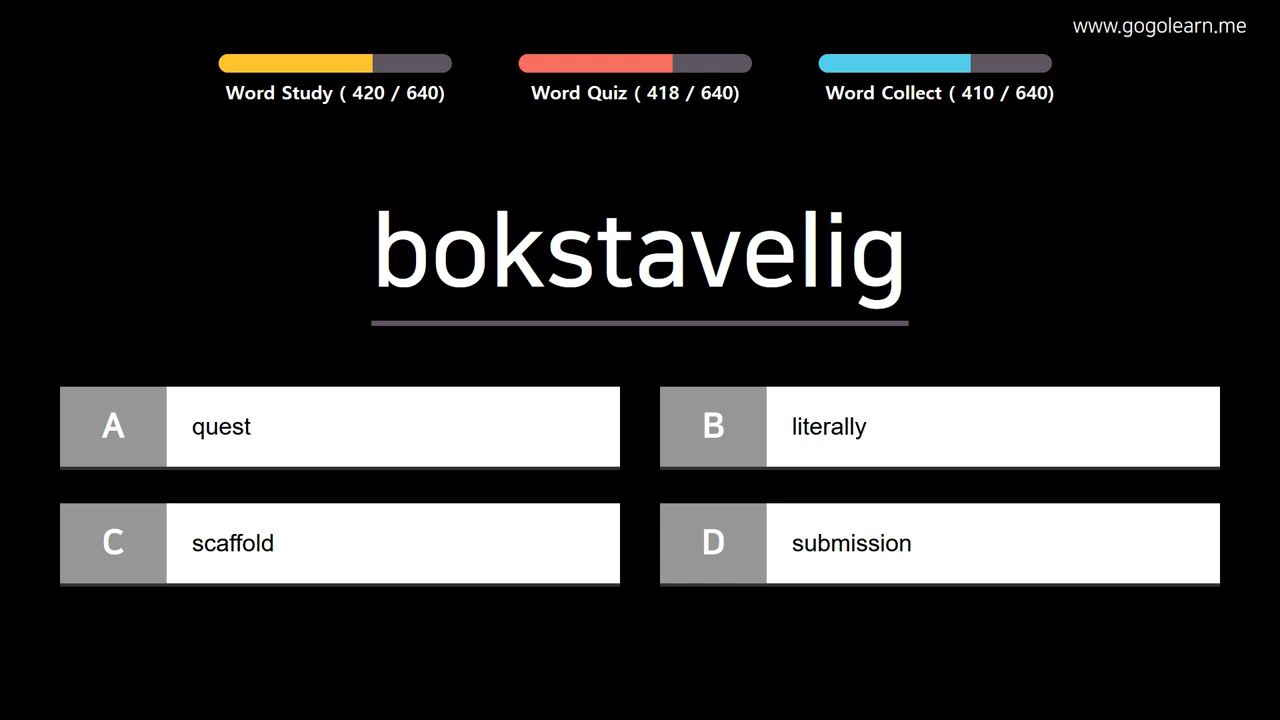 www.gogolearn.me
Word Study ( 420 / 640)
Word Quiz ( 418 / 640)
Word Collect ( 410 / 640)
bokstavelig
A quest
B literally
C scaffold
D submission